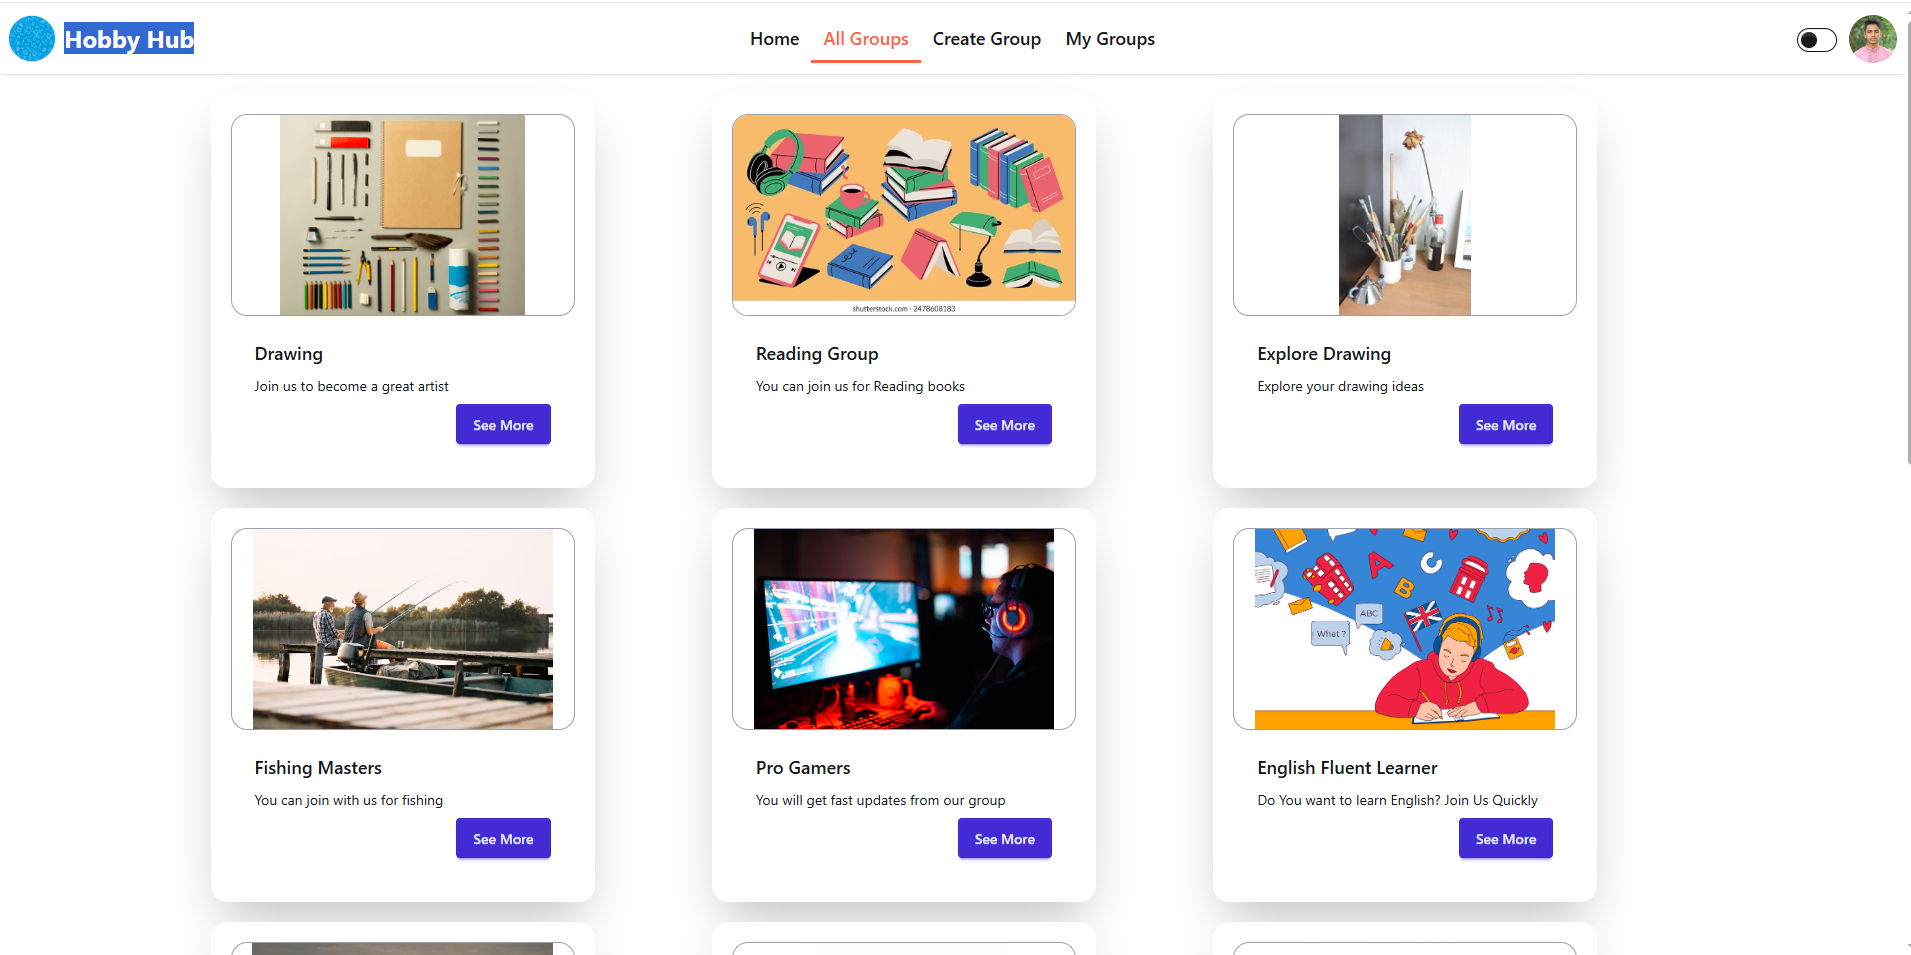 Hobby Hub
Home All Groups Create Group My Groups
shutterstock.com · 2478608183
Drawing
Join us to become a great artist
See More
Reading Group
You can join us for Reading books
See More
Explore Drawing
Explore your drawing ideas
See More
A B C
ABC
What ?
Fishing Masters
You can join with us for fishing
See More
Pro Gamers
You will get fast updates from our group
See More
English Fluent Learner
Do You want to learn English? Join Us Quickly
See More